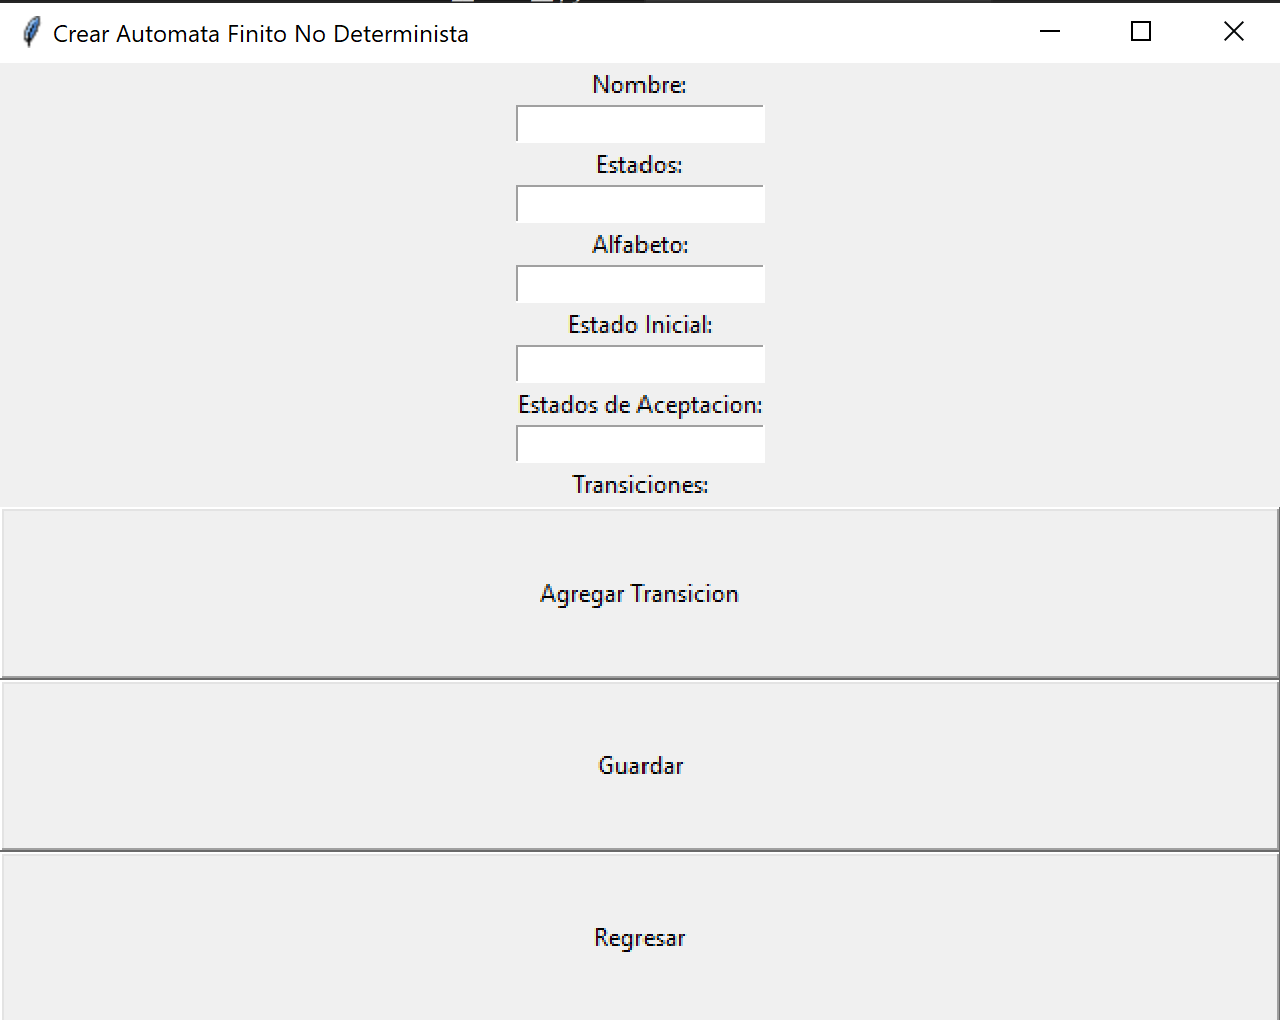 Crear Automata Finito No Determinista
Nombre:
Estados:
Alfabeto:
Estado Inicial:
Estados de Aceptacion:
Transiciones:
Agregar Transicion
Guardar
Regresar